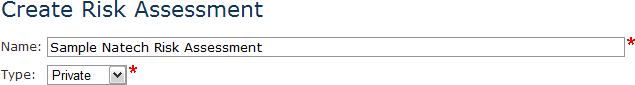 Create Risk Assessment
Name: Sample Natech Risk Assessment *
Type: Private *